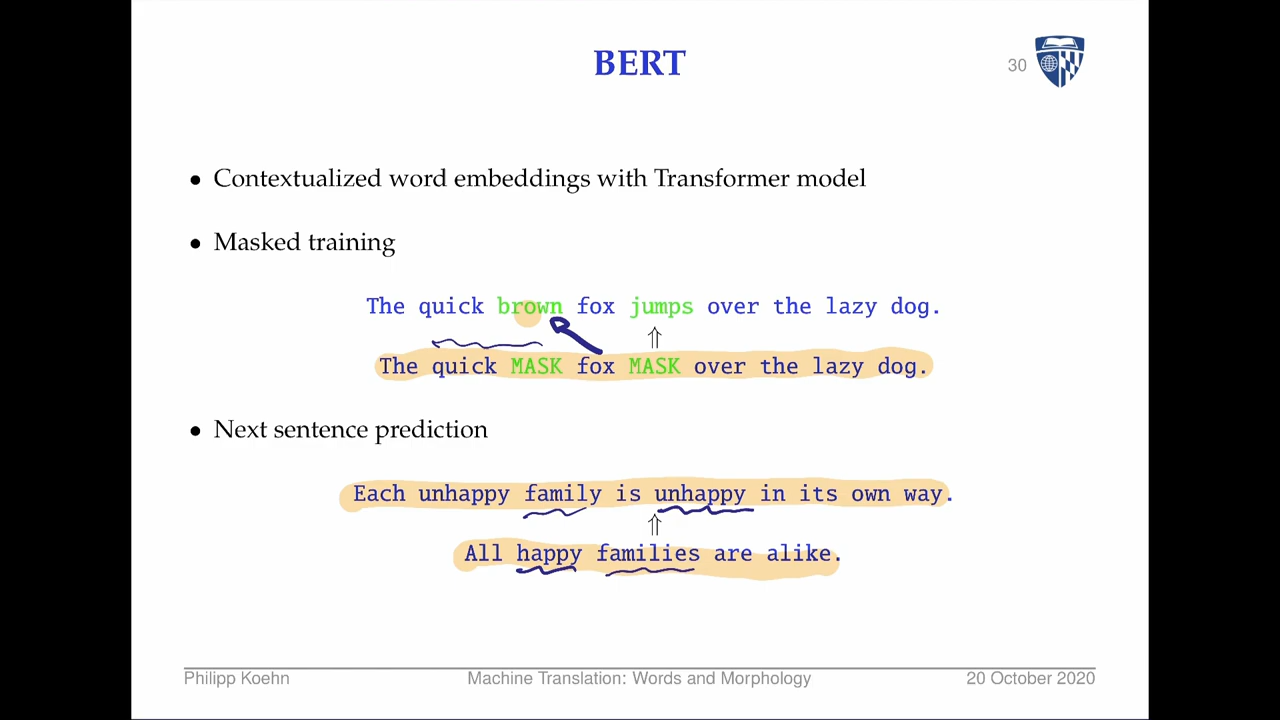 BERT
30
• Contextualized word embeddings with Transformer model
• Masked training
The quick brown fox jumps over the lazy dog.
⇑
The quick MASK fox MASK over the lazy dog.
• Next sentence prediction
Each unhappy family is unhappy in its own way.
⇑
All happy families are alike.
Philipp Koehn Machine Translation: Words and Morphology 20 October 2020